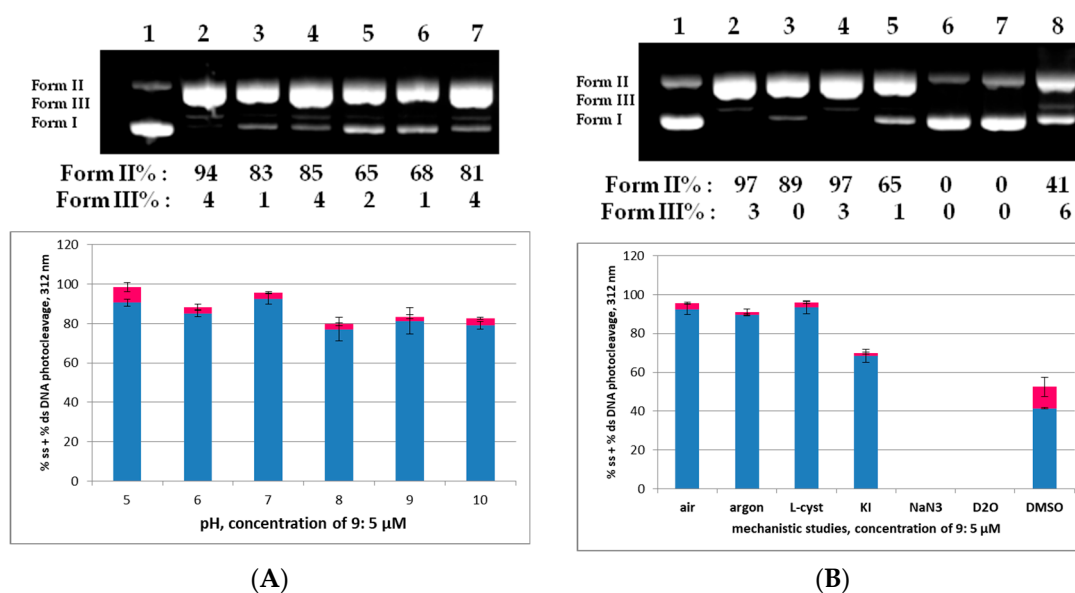 1 2 3 4 5 6 7
Form II
Form III
Form I
Form II% : 94 83 85 65 68 81
Form III% : 4 1 4 2 1 4
% ss + % ds DNA photocleavage, 312 nm
120
100
80
60
40
20
0
5 6 7 8 9 10
pH, concentration of 9: 5 µM
(A)
1 2 3 4 5 6 7 8
Form II
Form III
Form I
Form II% : 97 89 97 65 0 0 41
Form III% : 3 0 3 1 0 0 6
% ss + % ds DNA photocleavage, 312 nm
120
100
80
60
40
20
0
air argon L-cyst KI NaN3 D2O DMSO
mechanistic studies, concentration of 9: 5 µM
(B)